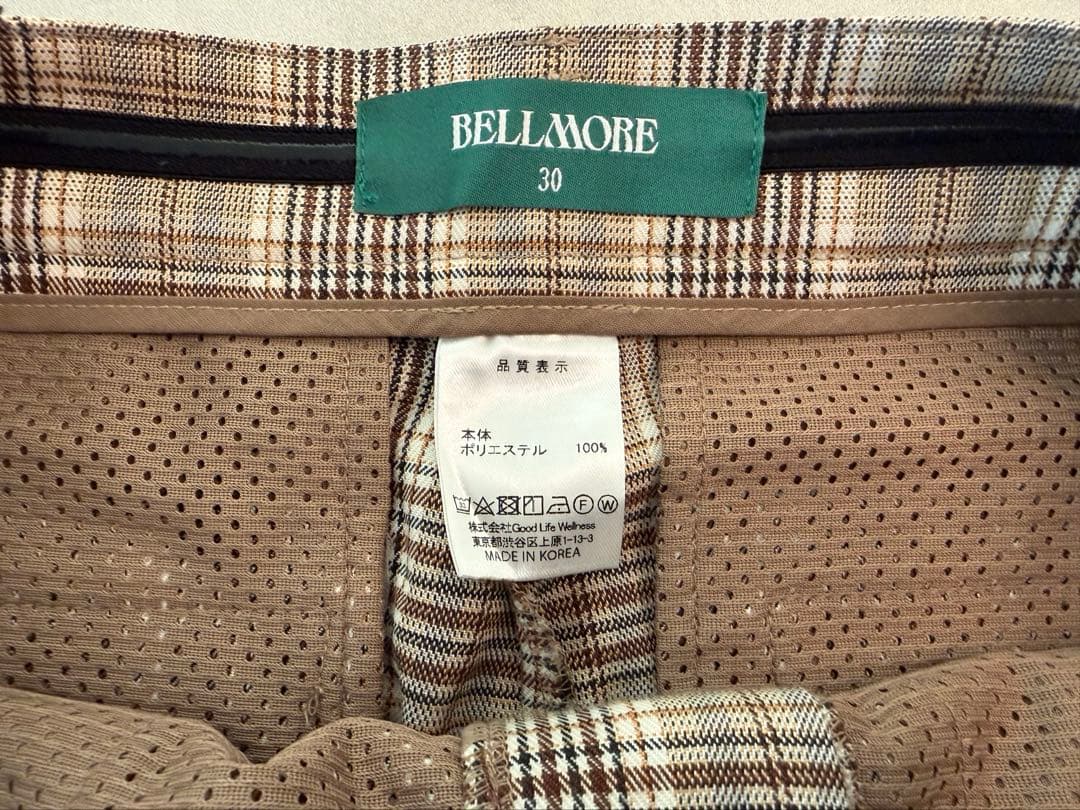 BELLMORE
30
品質表示
本体
ポリエステル 100%
株式会社Good Life Wellness
東京都渋谷区上原1-13-3
MADE IN KOREA